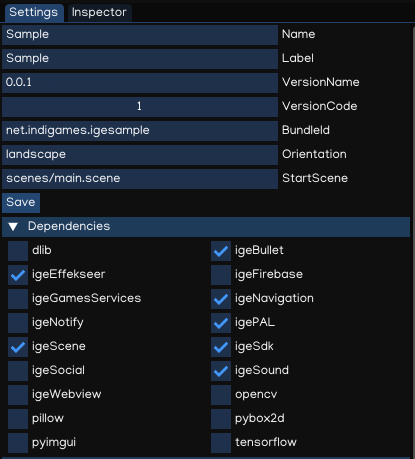 Settings Inspector
Sample Name
Sample Label
0.0.1 VersionName
1 VersionCode
net.indigames.igesample BundleId
landscape Orientation
scenes/main.scene StartScene
Save
Dependencies
dlib igeBullet
igeEffekseer igeFirebase
igeGamesServices igeNavigation
igeNotify igePAL
igeScene igeSdk
igeSocial igeSound
igeWebview opencv
pillow pybox2d
pyimgui tensorflow